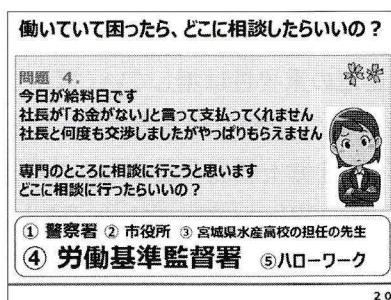 働いていて困ったら、どこに相談したらいいの？
問題 4．
今日が給料日です
社長が「お金がない」と言って支払ってくれません
社長と何度も交渉しましたがやっぱりもらえません
専門のところに相談に行こうと思います
どこに相談に行ったらいいの？
① 警察署 ② 市役所 ③ 宮城県水産高校の担任の先生
④ 労働基準監督署 ⑤ハローワーク
20